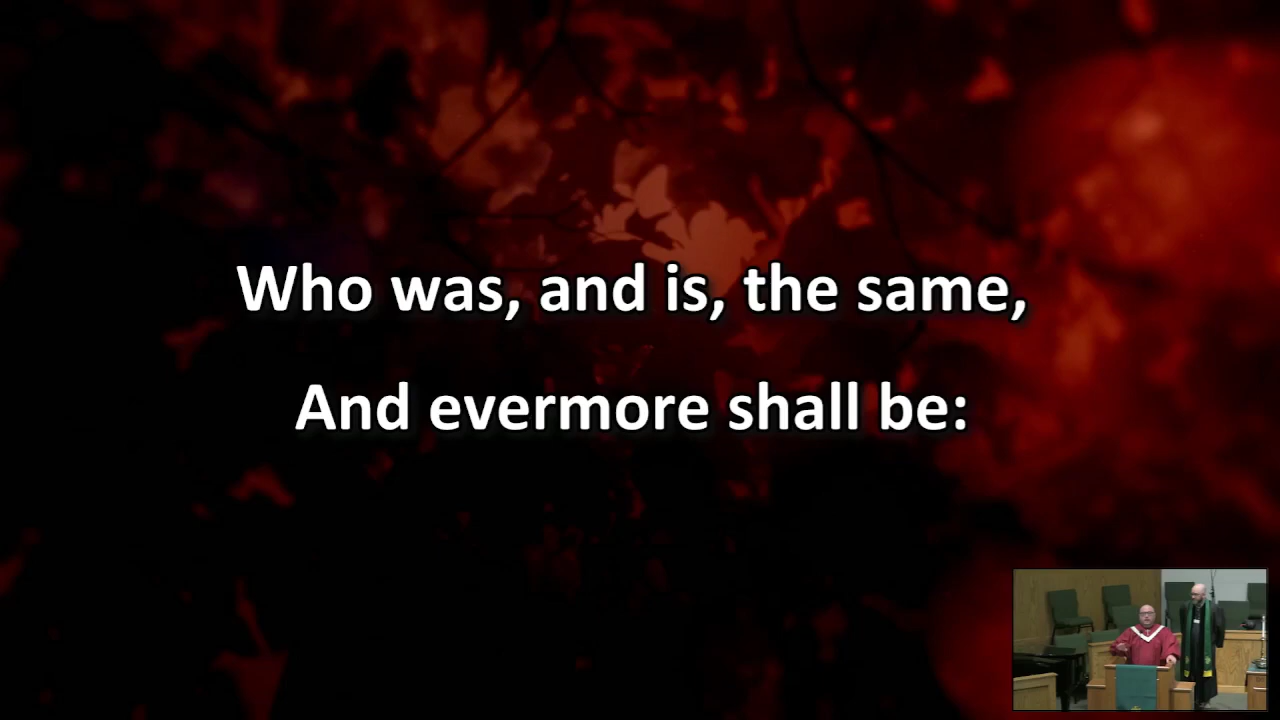 Who was, and is, the same,
And evermore shall be: